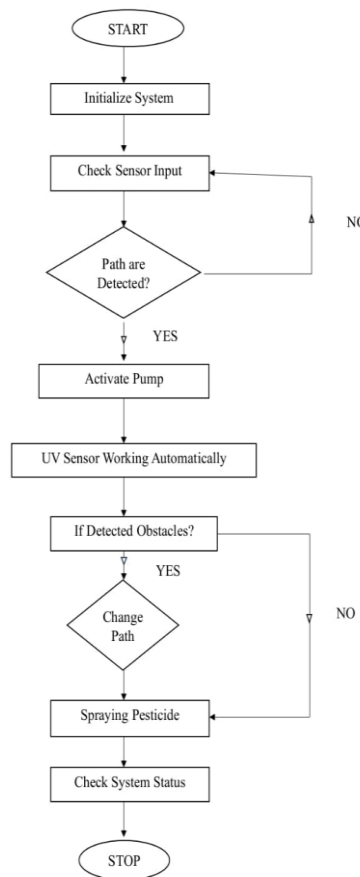 START
Initialize System
Check Sensor Input
NO
Path are
Detected?
YES
Activate Pump
UV Sensor Working Automatically
If Detected Obstacles?
YES
Change
Path
NO
Spraying Pesticide
Check System Status
STOP